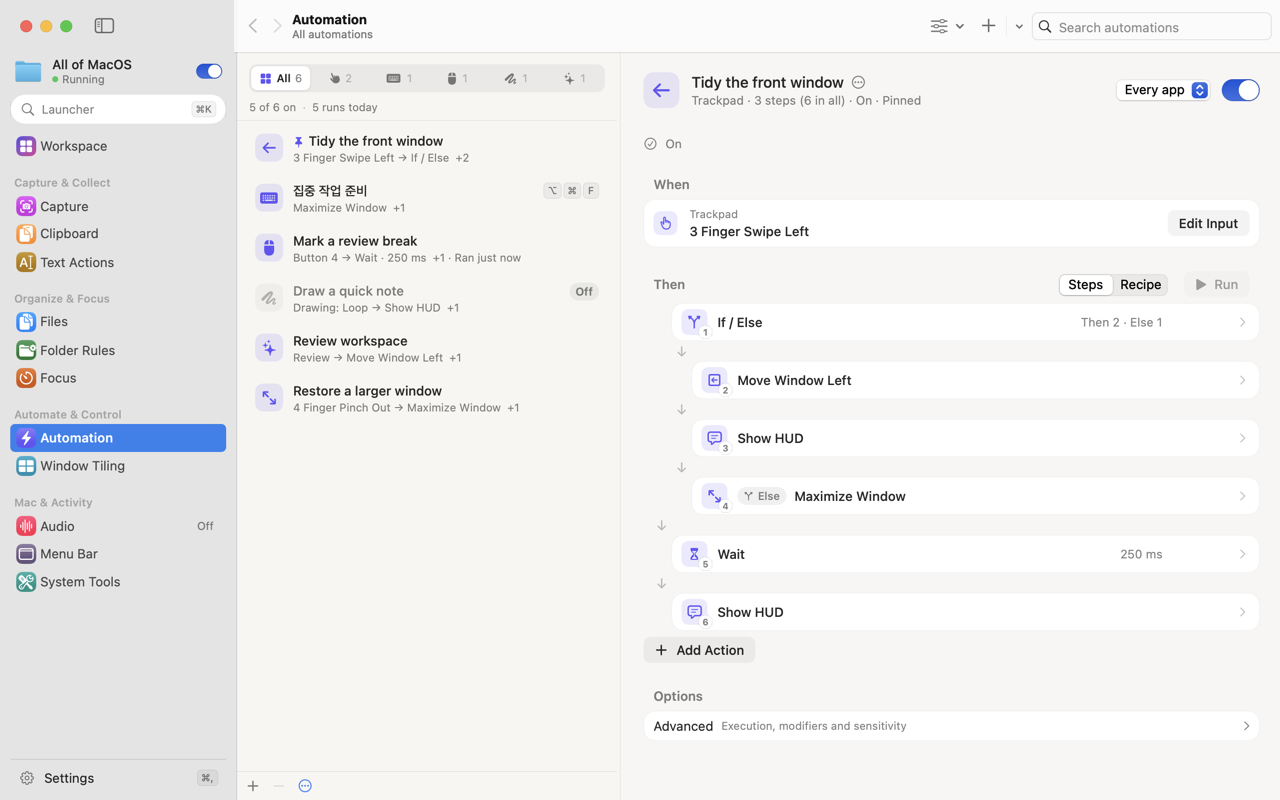 All of MacOS
Running
Launcher
⌘K
Workspace
Capture & Collect
Capture
Clipboard
Text Actions
Organize & Focus
Files
Folder Rules
Focus
Automate & Control
Automation
Window Tiling
Mac & Activity
Audio Off
Menu Bar
System Tools
Settings ⌘,
Automation
All automations
Search automations
All 6 2 1 1 1 1
5 of 6 on · 5 runs today
Tidy the front window
3 Finger Swipe Left → If / Else +2
집중 작업 준비 ⌥ ⌘ F
Maximize Window +1
Mark a review break
Button 4 → Wait · 250 ms +1 · Ran just now
Draw a quick note Off
Drawing: Loop → Show HUD +1
Review workspace
Review → Move Window Left +1
Restore a larger window
4 Finger Pinch Out → Maximize Window +1
Tidy the front window
Trackpad · 3 steps (6 in all) · On · Pinned
Every app
On
When
Trackpad
3 Finger Swipe Left
Edit Input
Then Steps Recipe Run
1 If / Else Then 2 · Else 1
2 Move Window Left
3 Show HUD
4 Else Maximize Window
5 Wait 250 ms
6 Show HUD
Add Action
Options
Advanced Execution, modifiers and sensitivity